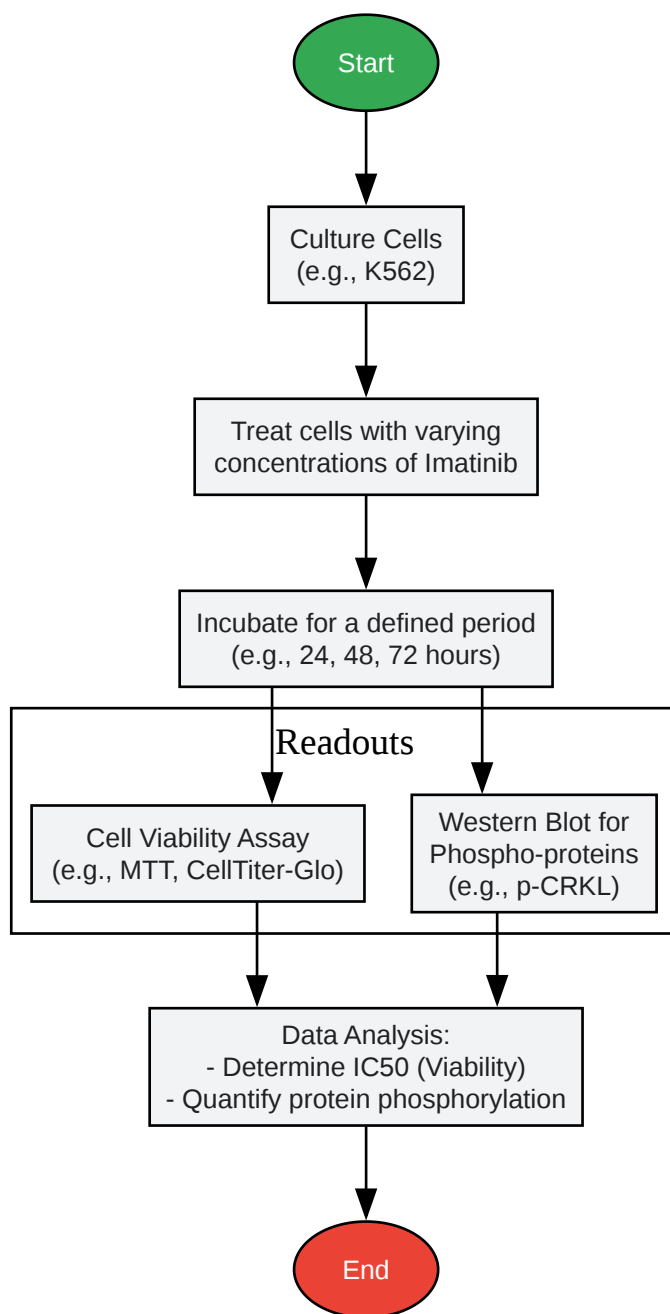 Start
Culture Cells
(e.g., K562)
Treat cells with varying
concentrations of Imatinib
Incubate for a defined period
(e.g., 24, 48, 72 hours)
Readouts
Cell Viability Assay
(e.g., MTT, CellTiter-Glo)
Western Blot for
Phospho-proteins
(e.g., p-CRKL)
Data Analysis:
- Determine IC50 (Viability)
- Quantify protein phosphorylation
End